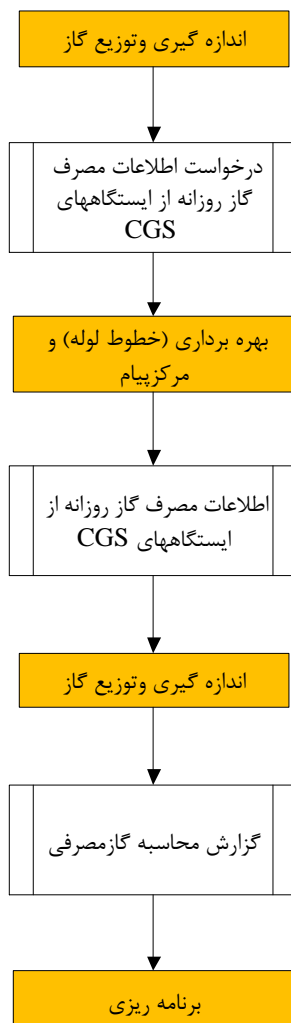 اندازه گیری وتوزیع گاز
درخواست اطلاعات مصرف
گاز روزانه از ایستگاههای
CGS
بهره برداری (خطوط لوله) و
مرکزپیام
اطلاعات مصرف گاز روزانه از
ایستگاههای CGS
اندازه گیری وتوزیع گاز
گزارش محاسبه گازمصرفی
برنامه ریزی